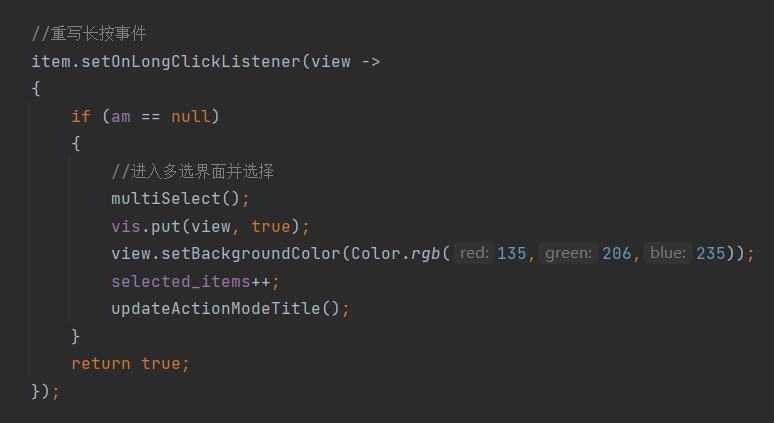 //重写长按事件
item.setOnLongClickListener(view ->
{
    if (am == null)
    {
        //进入多选界面并选择
        multiSelect();
        vis.put(view, true);
        view.setBackgroundColor(Color.rgb( red: 135, green: 206, blue: 235));
        selected_items++;
        updateActionModeTitle();
    }
    return true;
});